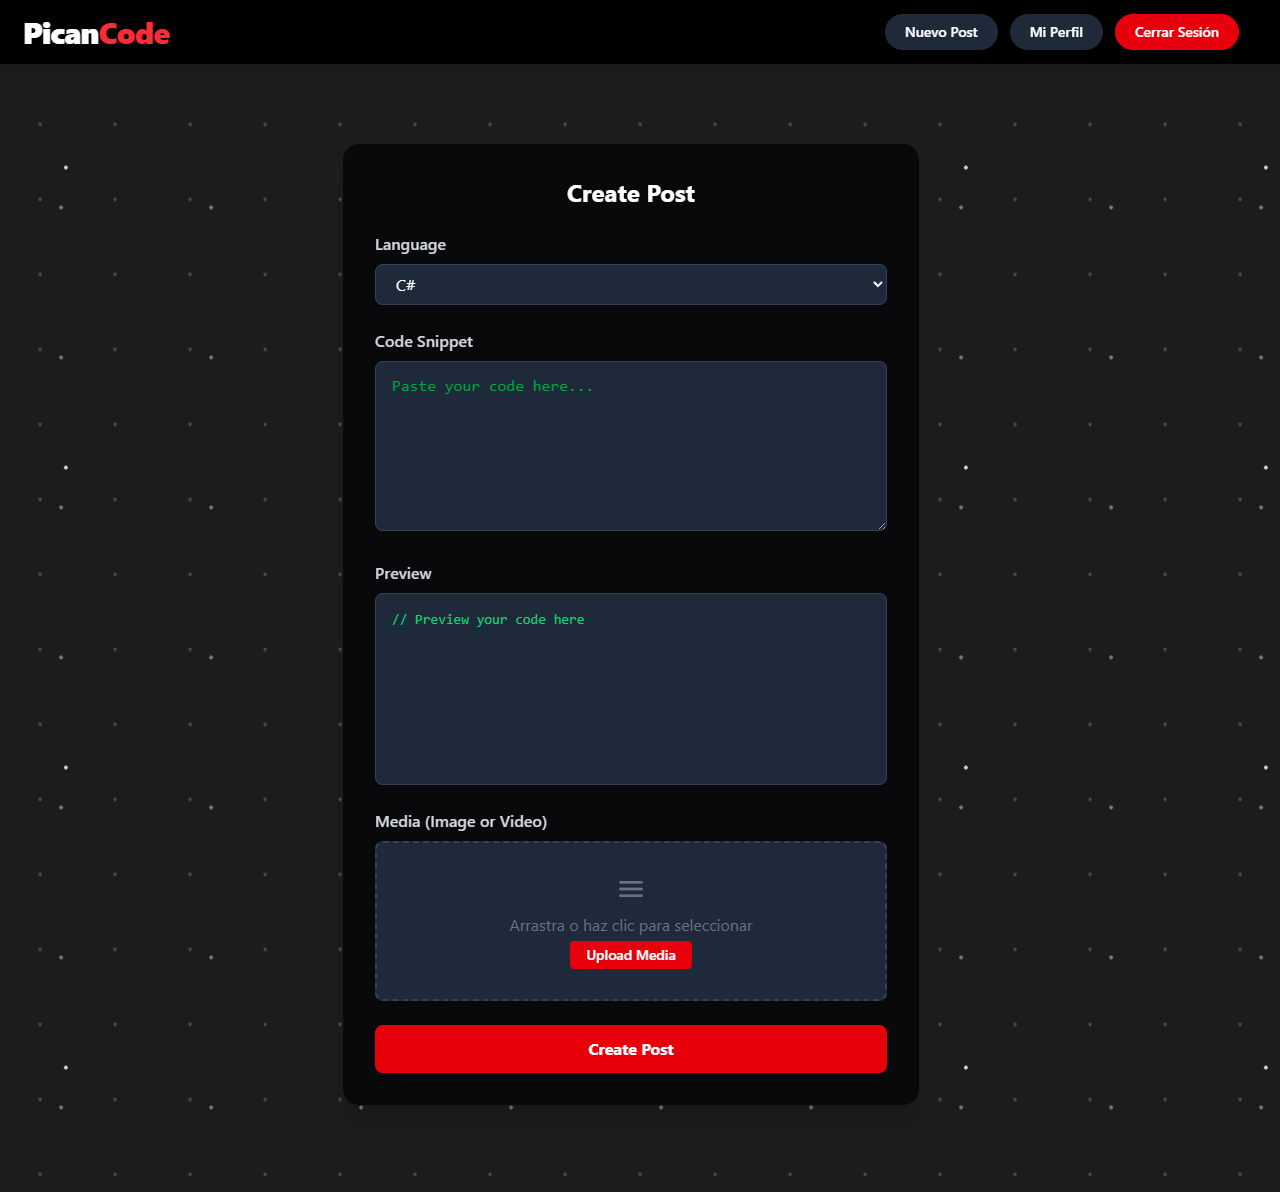 PicanCode
Nuevo Post
Mi Perfil
Cerrar Sesión
Create Post
Language
C#
Code Snippet
Paste your code here...
Preview
// Preview your code here
Media (Image or Video)
Arrastra o haz clic para seleccionar
Upload Media
Create Post